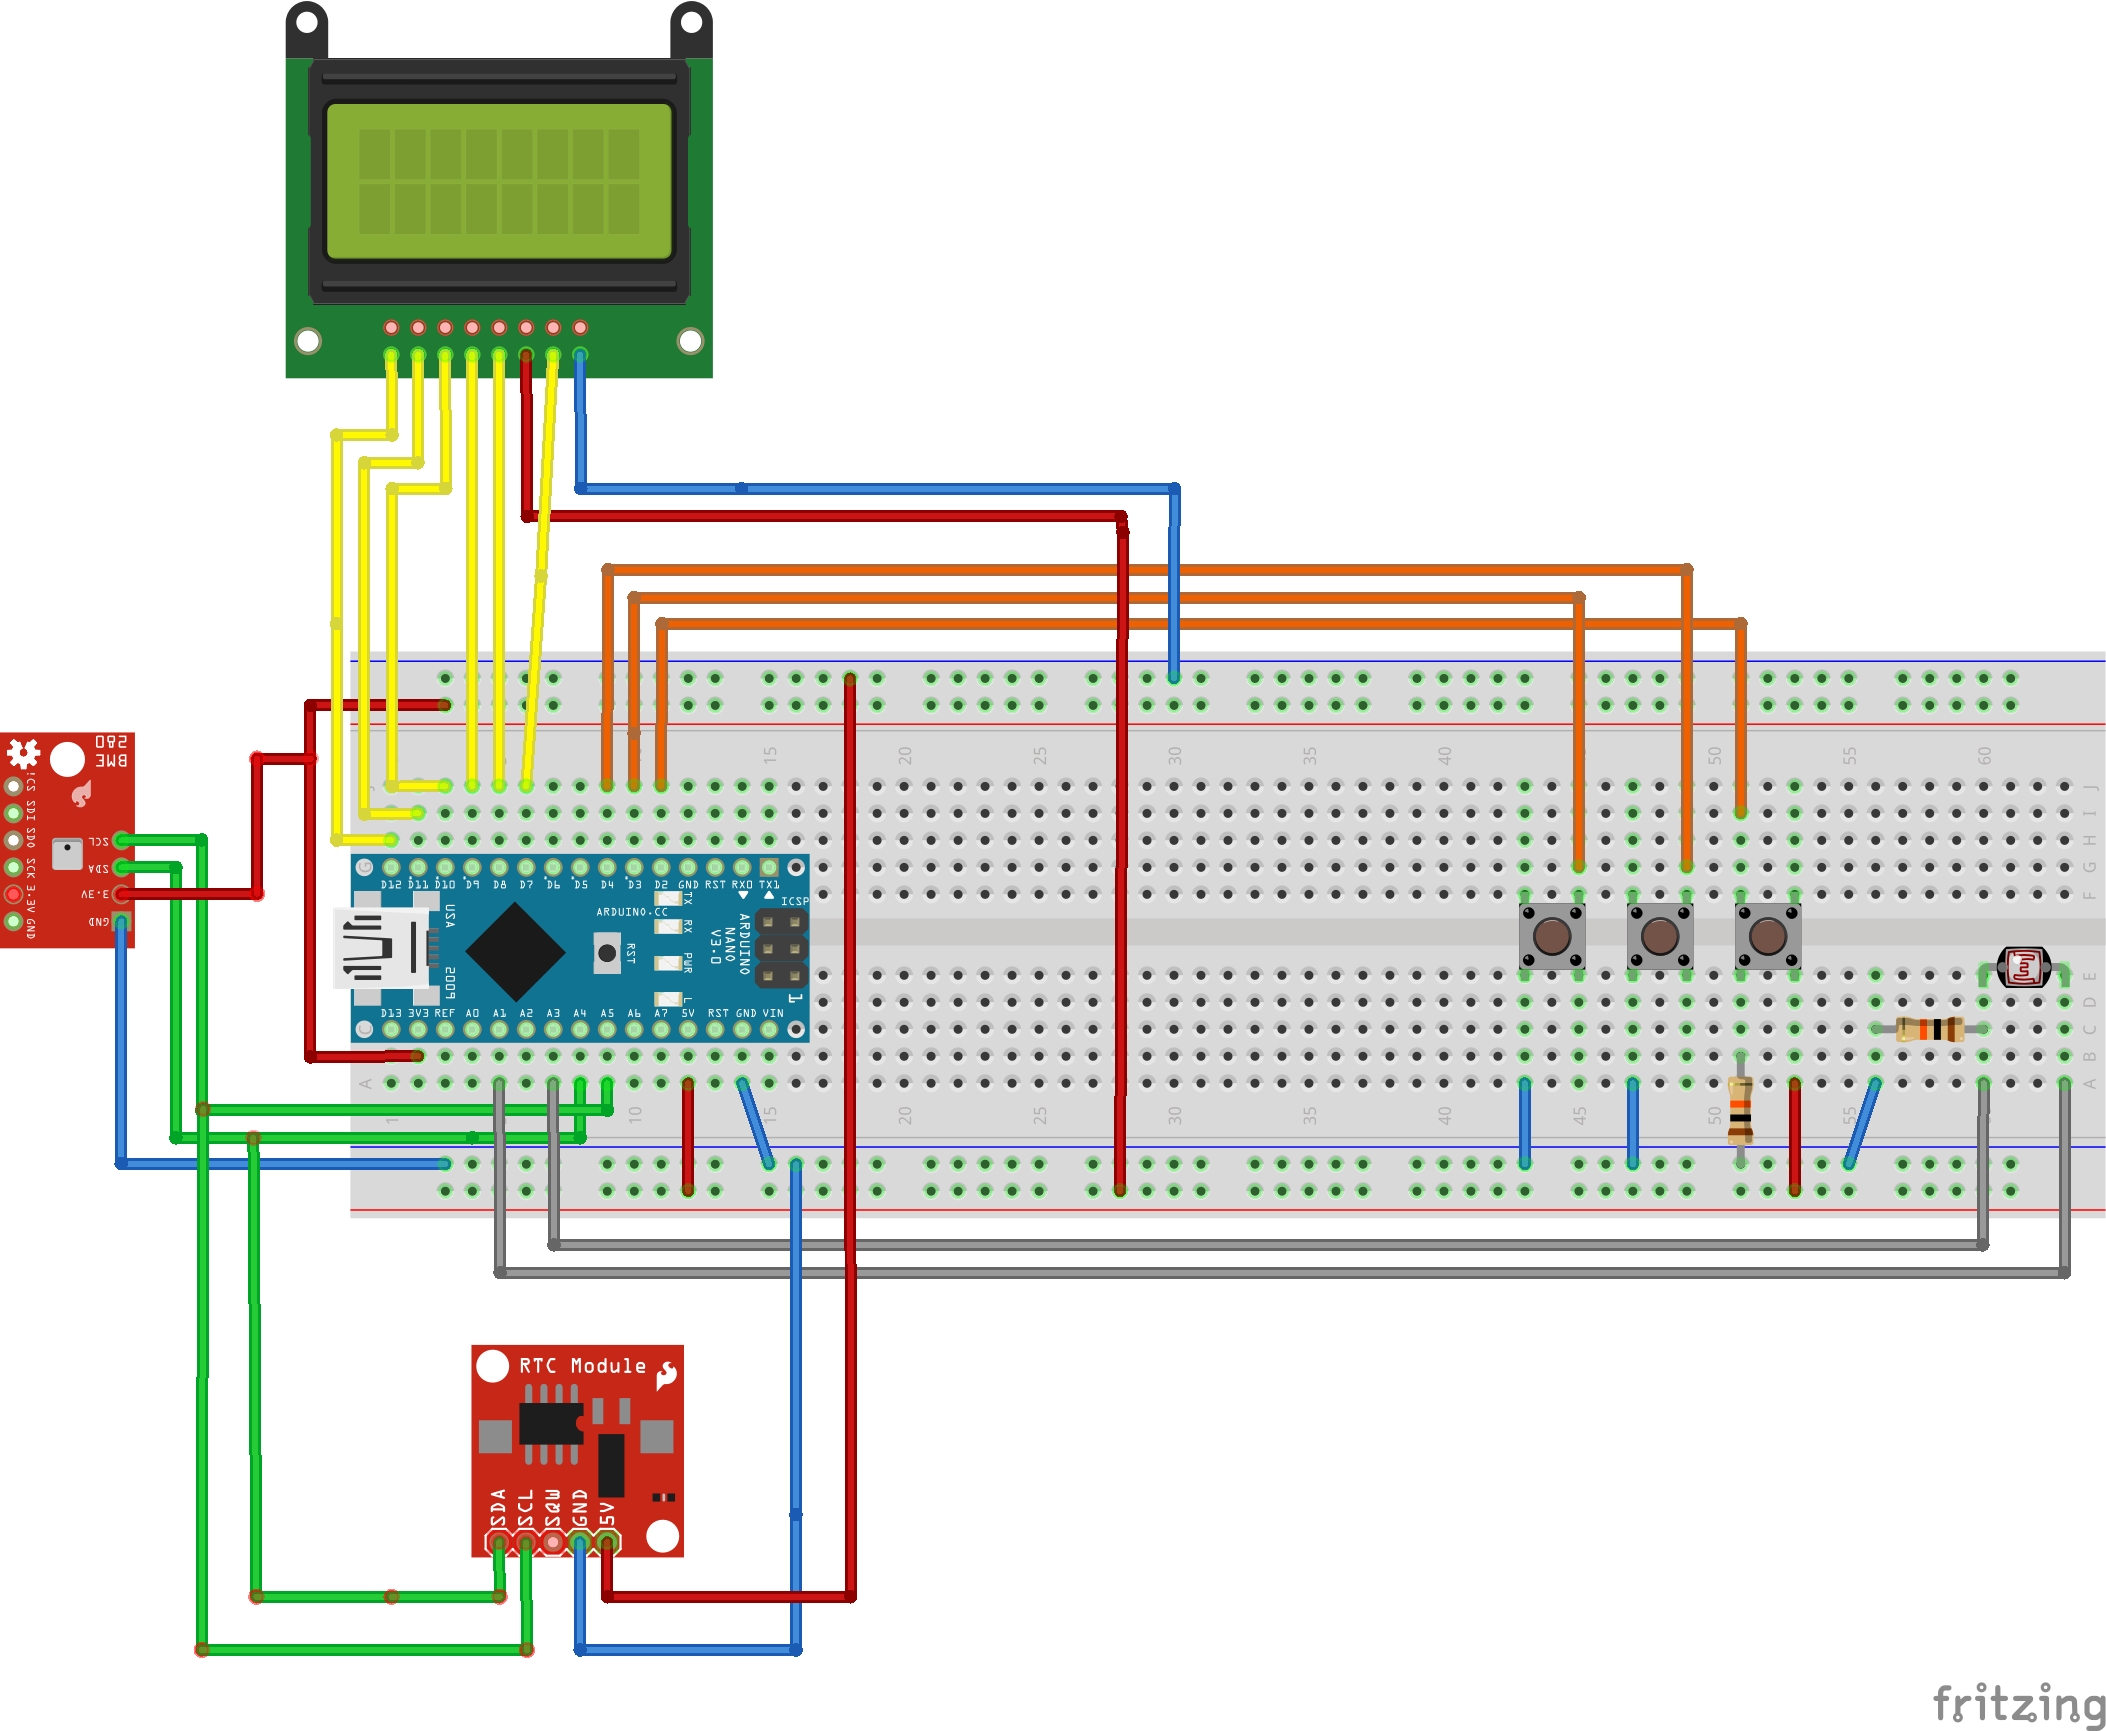 15 20 25 30 35 40 45 50 55 60
J
I
H
G
F
BME
280
!CS SDI SDO SCK 3.3V GND
SCL
SDA
3.3V
GND
D12 D11 D10 D9 D8 D7 D6 D5 D4 D3 D2 GND RST RX0 TX1
USA
2009
ARDUINO.CC
RST
TX
RX
PWR
L
ARDUINO
NANO
V3.0
ICSP
1
D13 3V3 REF A0 A1 A2 A3 A4 A5 A6 A7 5V RST GND VIN
E
D
C
B
A
A
1 10 15 20 25 30 35 40 45 50 55
RTC Module
SDA
SCL
SQW
GND
5V
fritzing